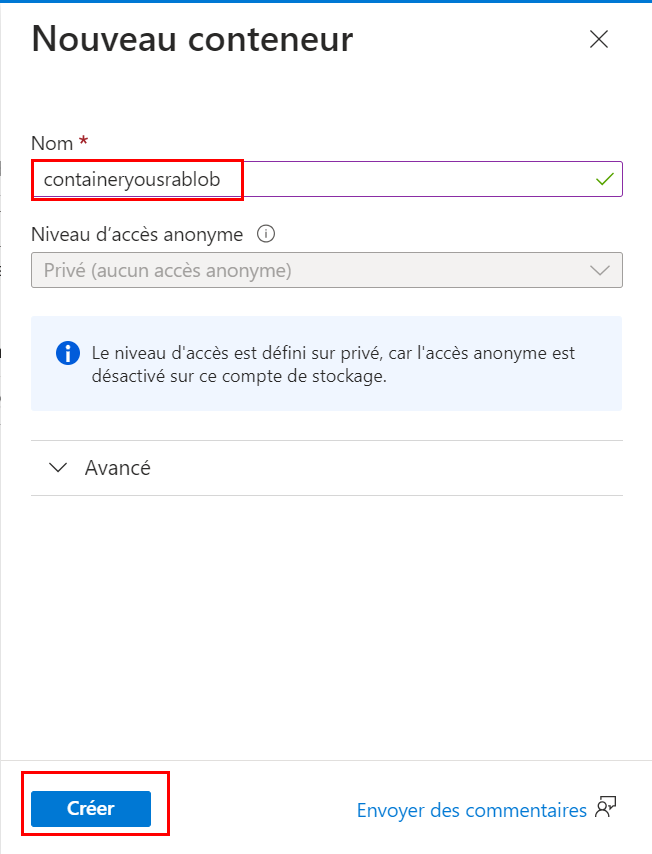 Nouveau conteneur
Nom *
containeryousrablob
Niveau d’accès anonyme
Privé (aucun accès anonyme)
Le niveau d'accès est défini sur privé, car l'accès anonyme est
désactivé sur ce compte de stockage.
Avancé
Créer
Envoyer des commentaires